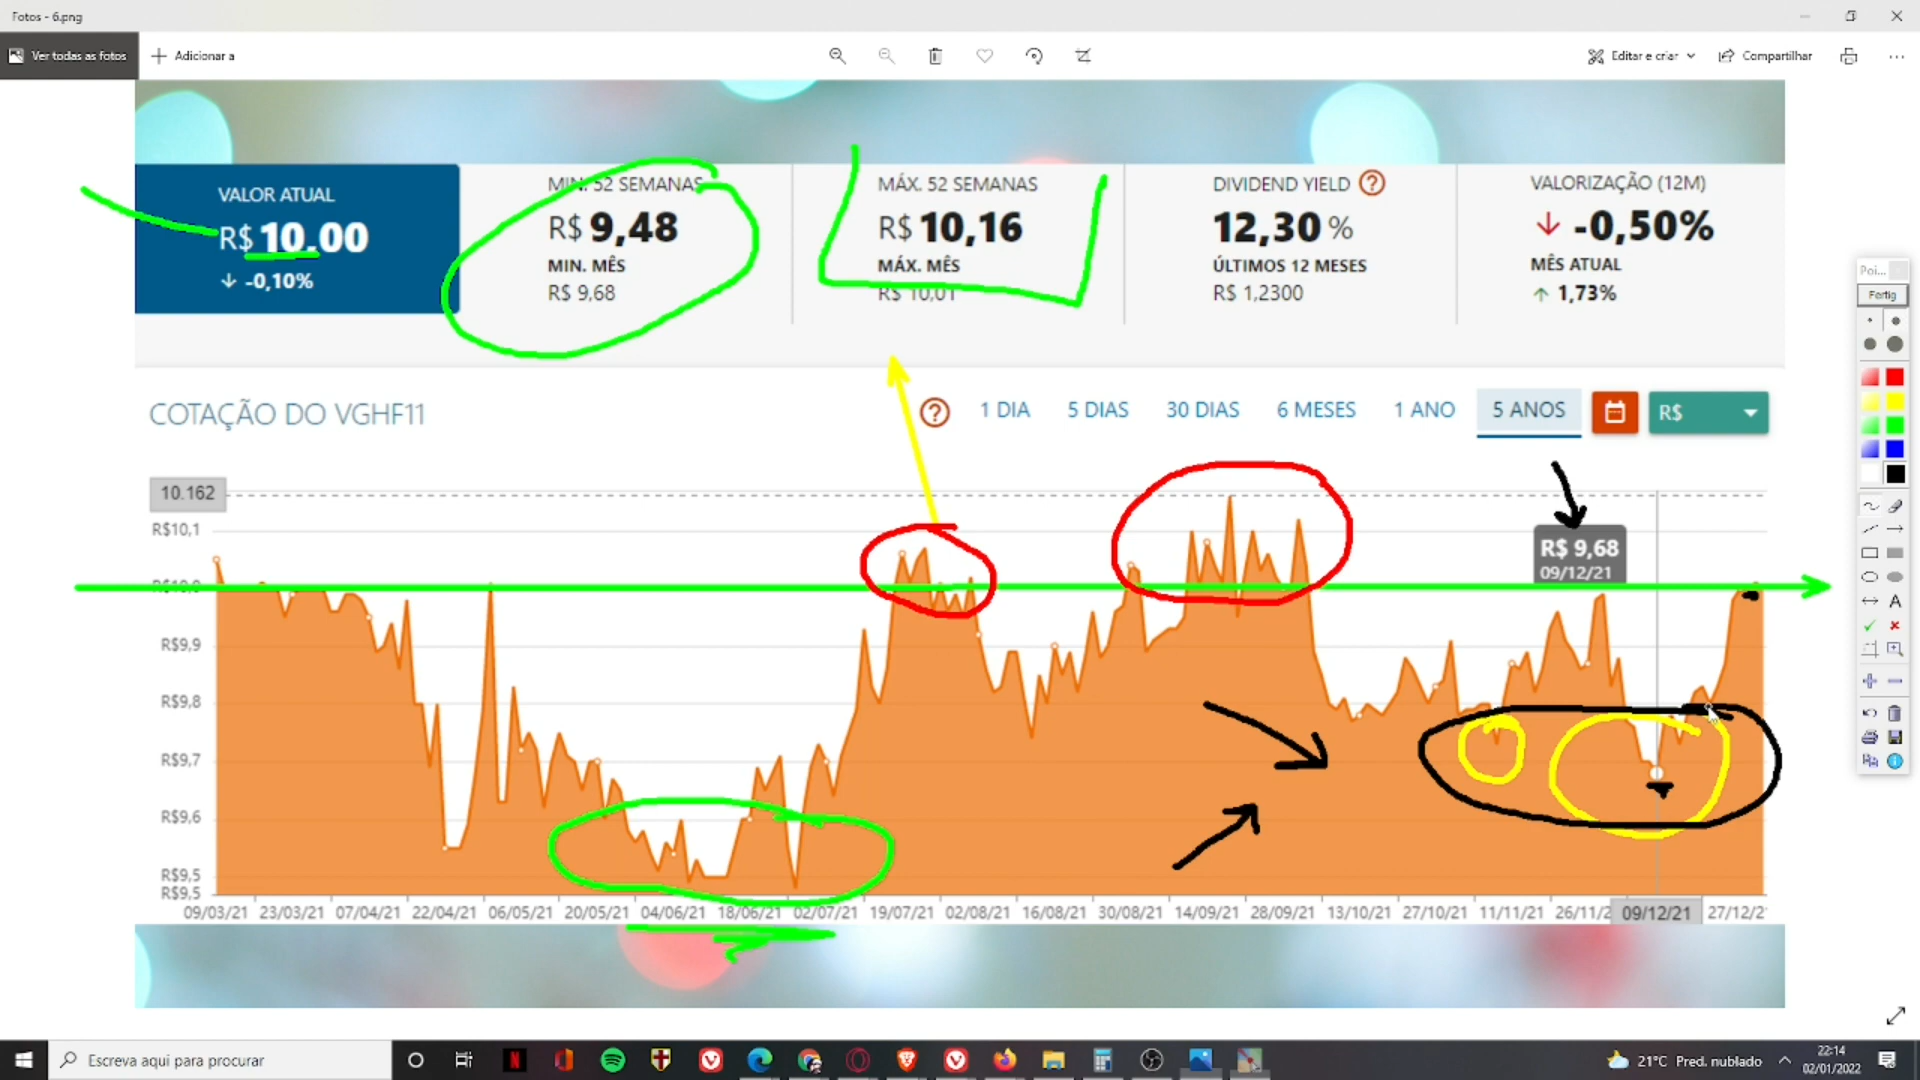 Fotos - 6.png
Ver todas as fotos
Adicionar a
Editar e criar
Compartilhar
VALOR ATUAL
R$ 10,00
-0,10%
MIN. 52 SEMANAS
R$ 9,48
MIN. MÊS
R$ 9,68
MÁX. 52 SEMANAS
R$ 10,16
MÁX. MÊS
R$ 10,01
DIVIDEND YIELD ?
12,30 %
ÚLTIMOS 12 MESES
R$ 1,2300
VALORIZAÇÃO (12M)
-0,50%
MÊS ATUAL
1,73%
COTAÇÃO DO VGHF11
? 1 DIA 5 DIAS 30 DIAS 6 MESES 1 ANO 5 ANOS R$
10.162
R$10,1
R$9,9
R$9,8
R$9,7
R$9,6
R$9,5
R$9,5
R$ 9,68
09/12/21
09/03/21 23/03/21 07/04/21 22/04/21 06/05/21 20/05/21 04/06/21 18/06/21 02/07/21 19/07/21 02/08/21 16/08/21 30/08/21 14/09/21 28/09/21 13/10/21 27/10/21 11/11/21 26/11/2 09/12/21 27/12/2
Poi...
Fertig
A
Escreva aqui para procurar
21°C Pred. nublado
22:14
02/01/2022